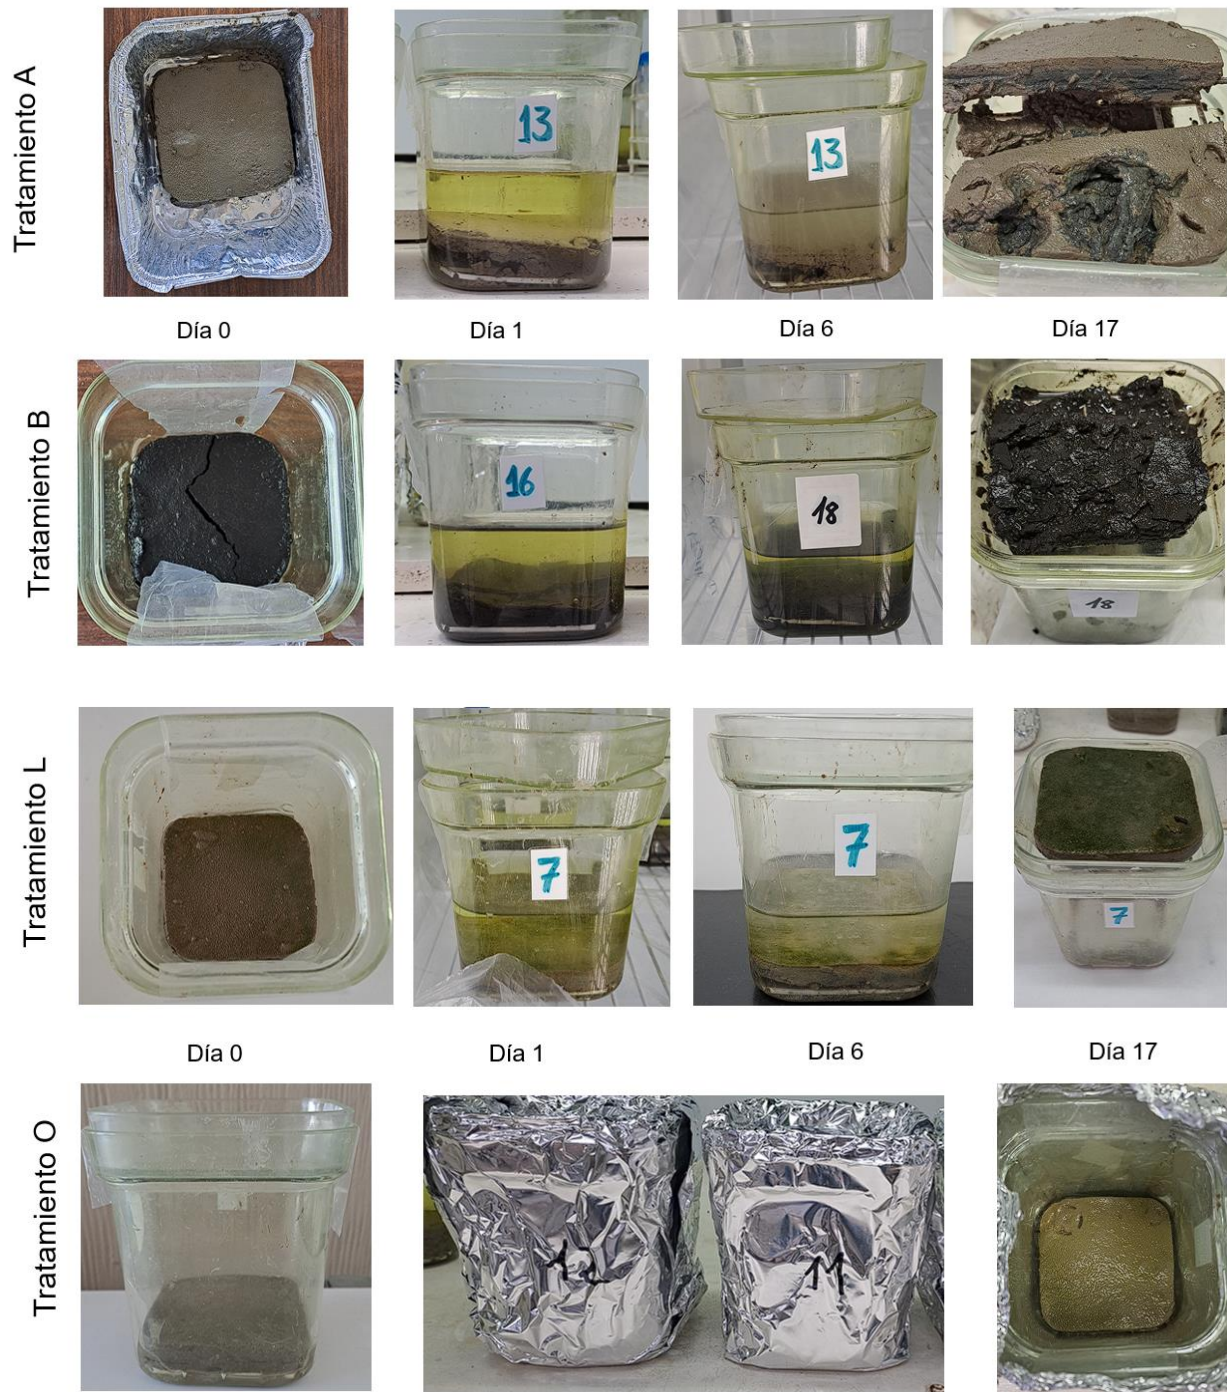 Tratamiento A
13
13
Día 0
Día 1
Día 6
Día 17
Tratamiento B
16
18
18
Tratamiento L
7
7
7
Día 0
Día 1
Día 6
Día 17
Tratamiento O
12
11